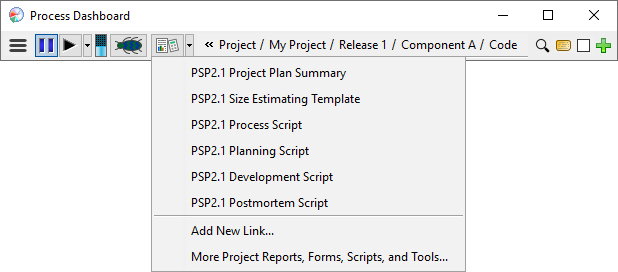 Process Dashboard
« Project / My Project / Release 1 / Component A / Code
PSP2.1 Project Plan Summary
PSP2.1 Size Estimating Template
PSP2.1 Process Script
PSP2.1 Planning Script
PSP2.1 Development Script
PSP2.1 Postmortem Script
Add New Link...
More Project Reports, Forms, Scripts, and Tools...